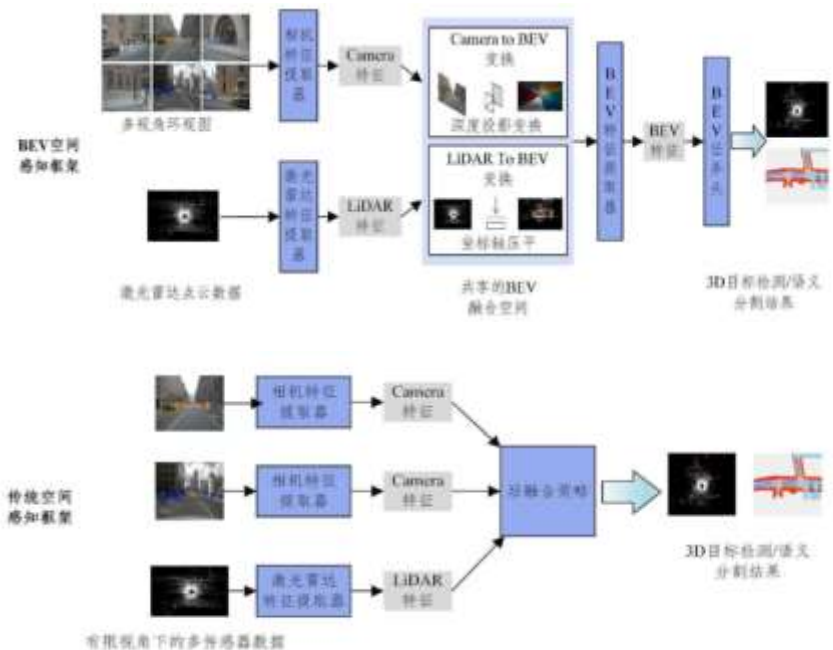 BEV空间
感知框架
多视角环视图
相机
特征
提取
器
Camera
特征
Camera to BEV
变换
深度投影变换
激光
雷达
特征
提取
器
LiDAR
特征
LiDAR To BEV
变换
坐标轴压平
激光雷达点云数据
共享的BEV
融合空间
B
E
V
特
征
提
取
器
BEV
特征
B
E
V
任
务
头
3D目标检测/语义
分割结果
传统空间
感知框架
相机特征
提取器
Camera
特征
相机特征
提取器
Camera
特征
激光雷达
特征提取器
LiDAR
特征
后融合策略
3D目标检测/语义
分割结果
有限视角下的多传感器数据